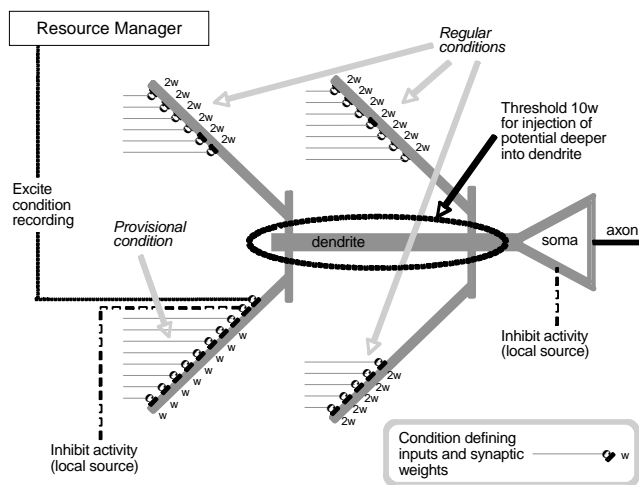 Resource Manager
Regular
conditions
2w
2w
2w
2w
2w
2w
2w
2w
2w
2w
2w
2w
Threshold 10w
for injection of
potential deeper
into dendrite
Excite
condition
recording
Provisional
condition
dendrite
soma
axon
w
w
w
w
w
w
2w
2w
2w
2w
2w
Inhibit activity
(local source)
Inhibit activity
(local source)
Condition defining
inputs and synaptic
weights
w